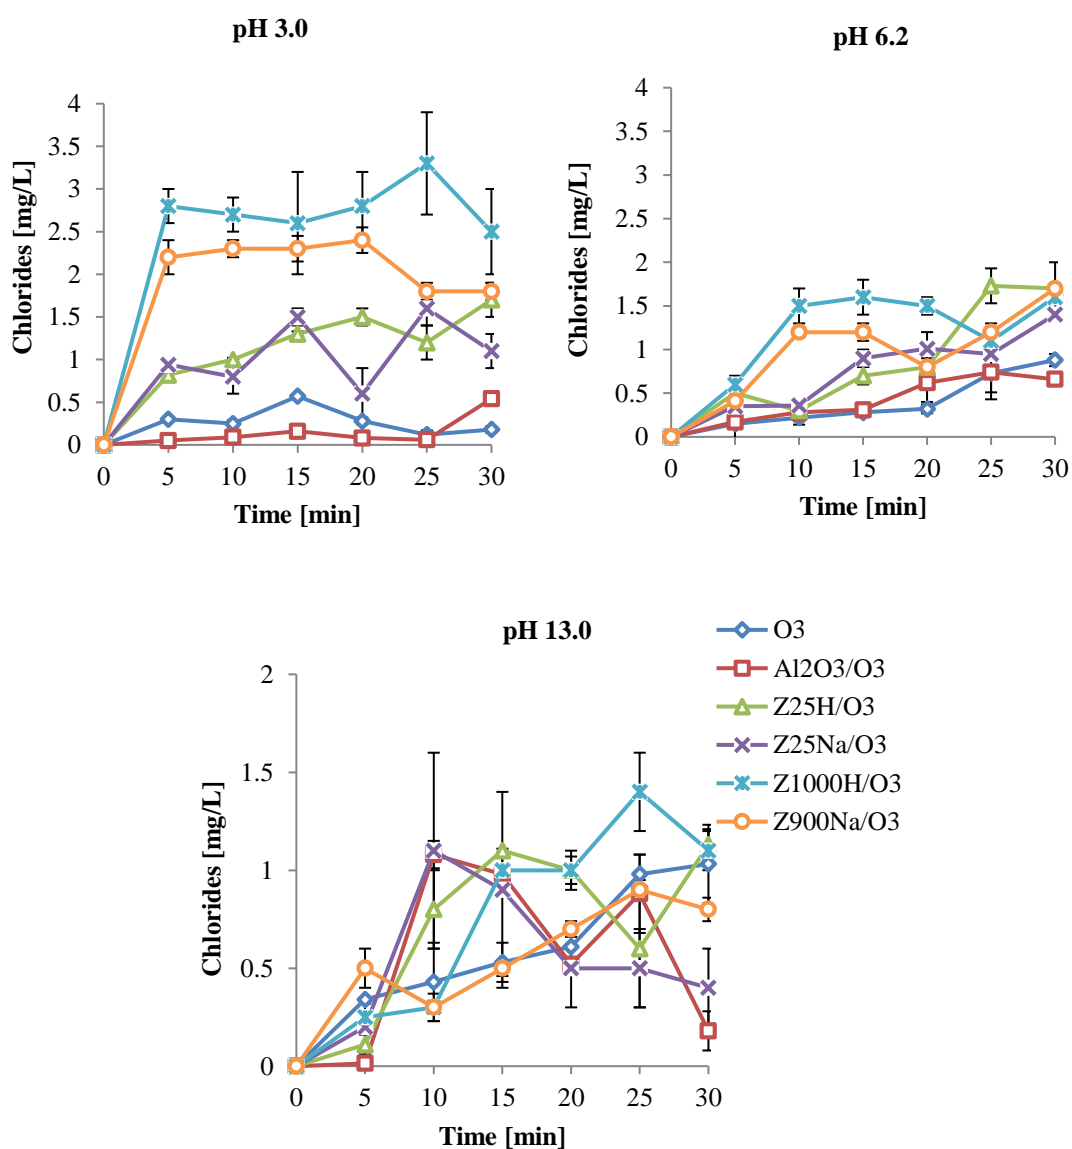 pH 3.0
4
3.5
3
2.5
2
1.5
1
0.5
0
Chlorides [mg/L]
0 5 10 15 20 25 30
Time [min]
pH 6.2
4
3.5
3
2.5
2
1.5
1
0.5
0
Chlorides [mg/L]
0 5 10 15 20 25 30
Time [min]
pH 13.0
2
1.5
1
0.5
0
Chlorides [mg/L]
0 5 10 15 20 25 30
Time [min]
O3
Al2O3/O3
Z25H/O3
Z25Na/O3
Z1000H/O3
Z900Na/O3